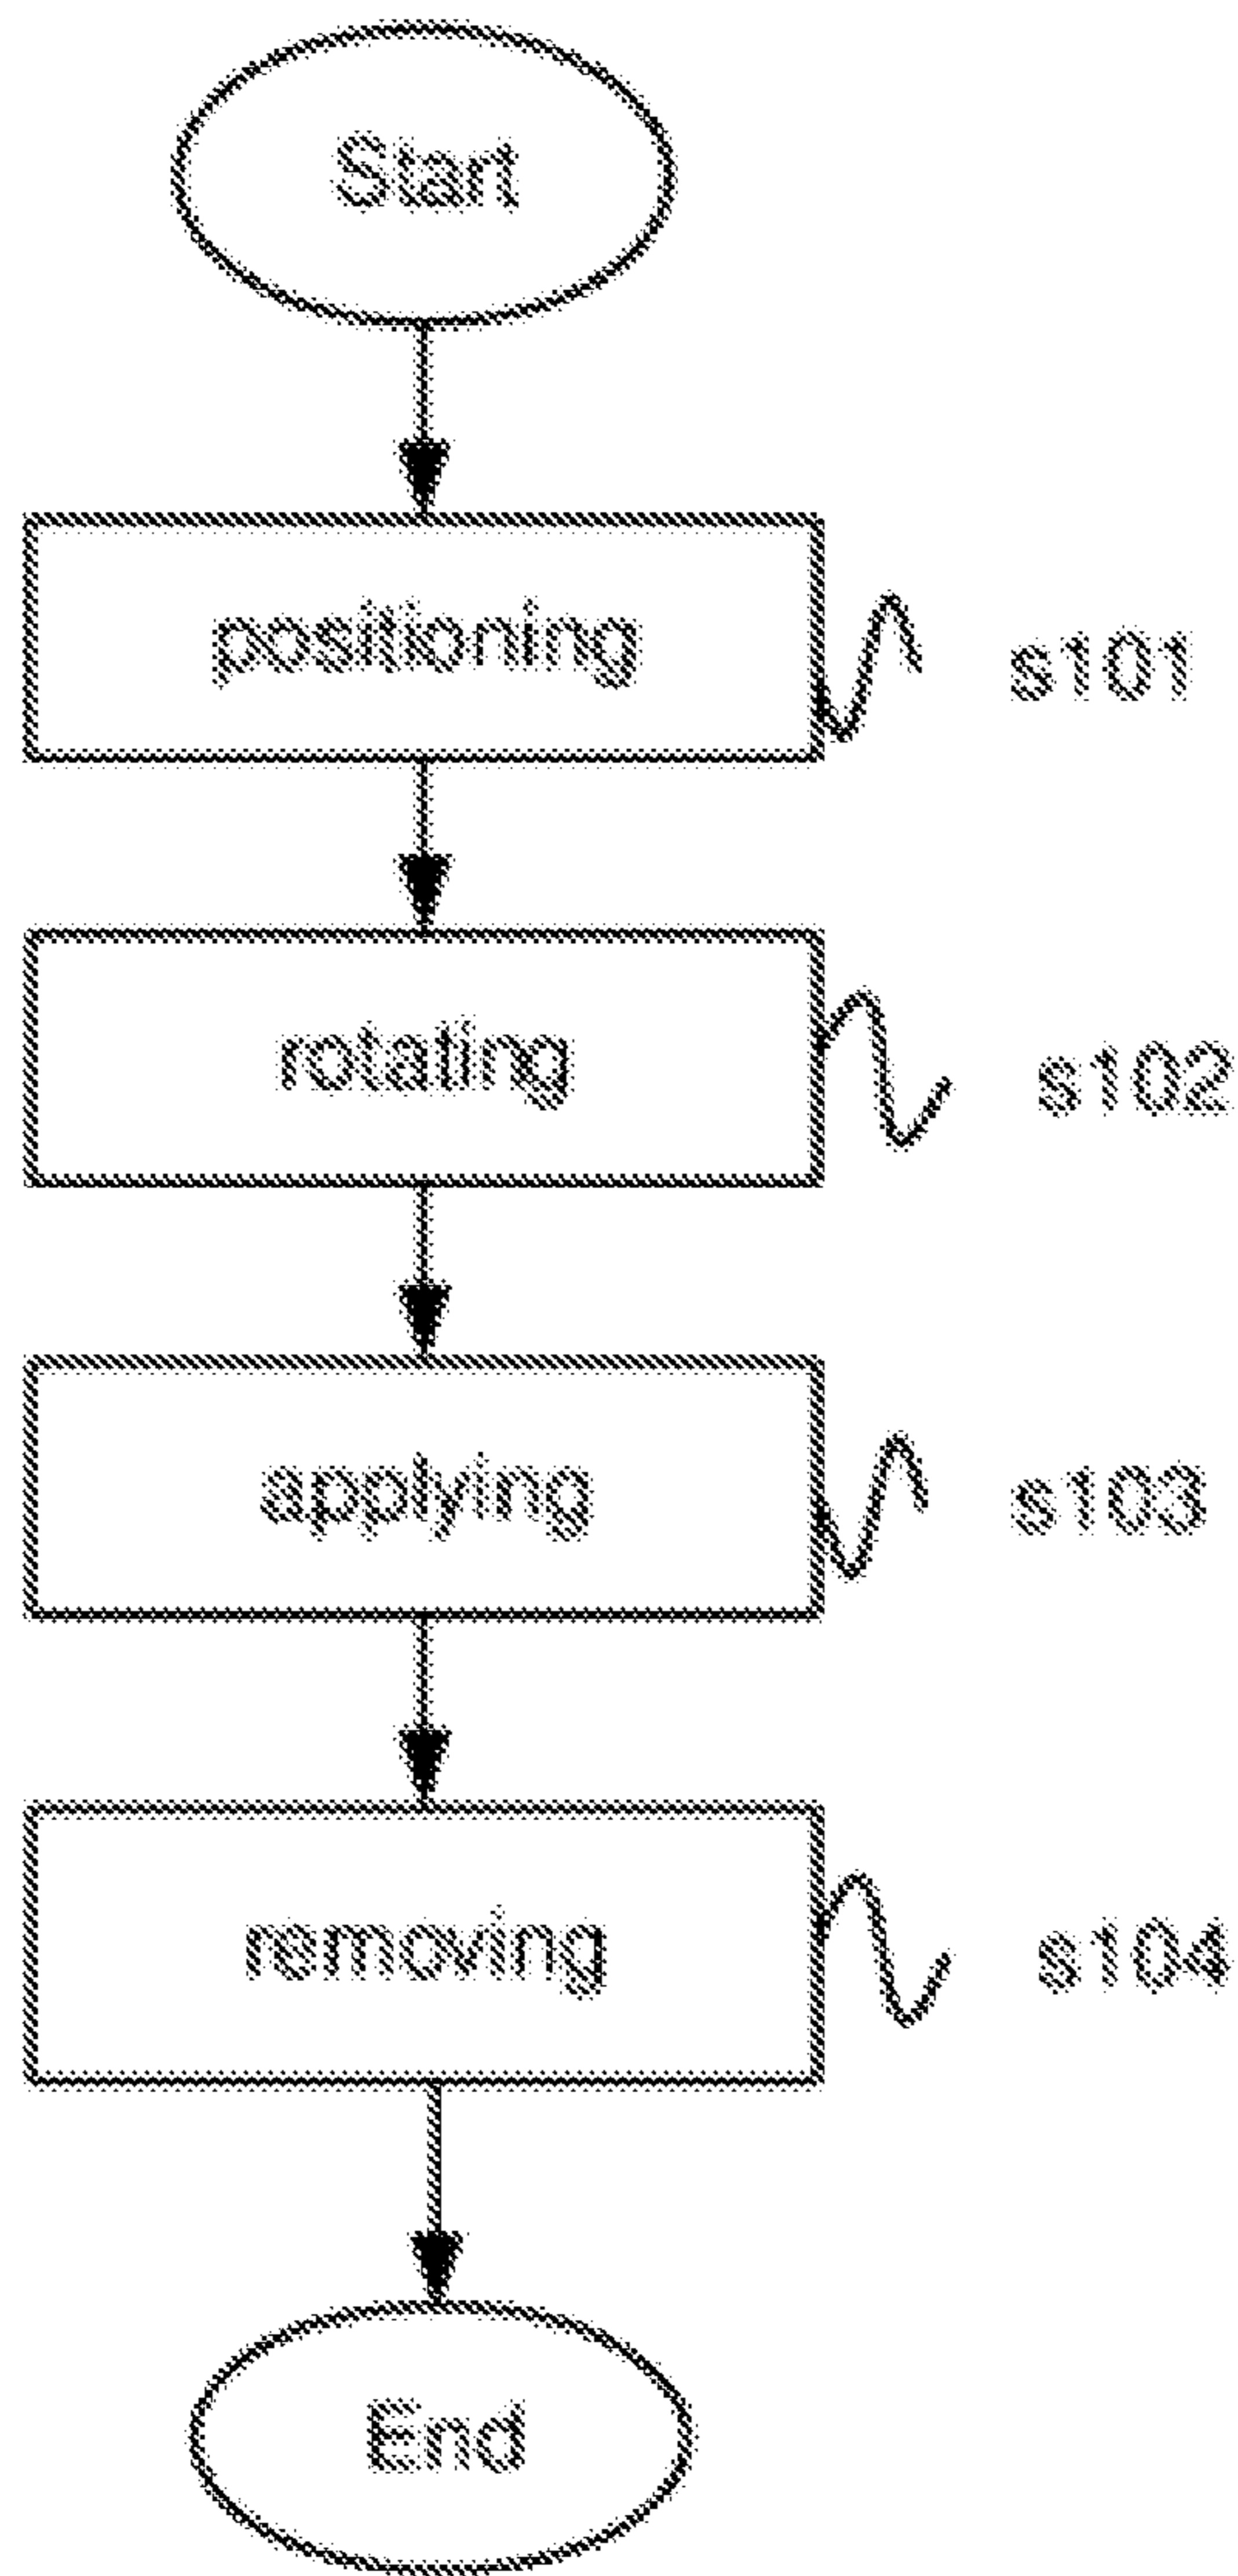 Start
positioning
s101
rotating
s102
applying
s103
removing
s104
End